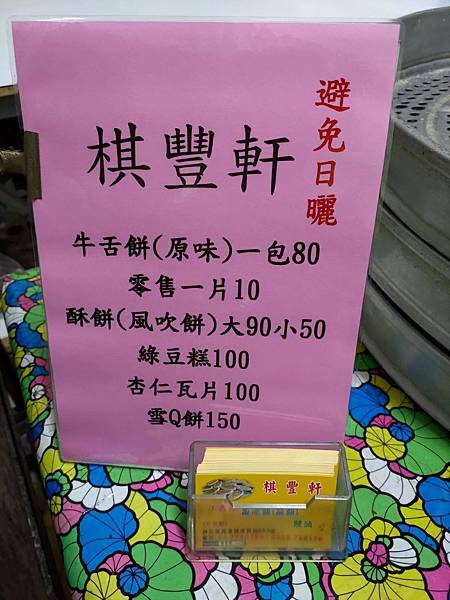 棋豐軒
避免日曬
牛舌餅(原味)一包80
零售一片10
酥餅(風吹餅)大90小50
綠豆糕100
杏仁瓦片100
雪Q餅150
棋豐軒